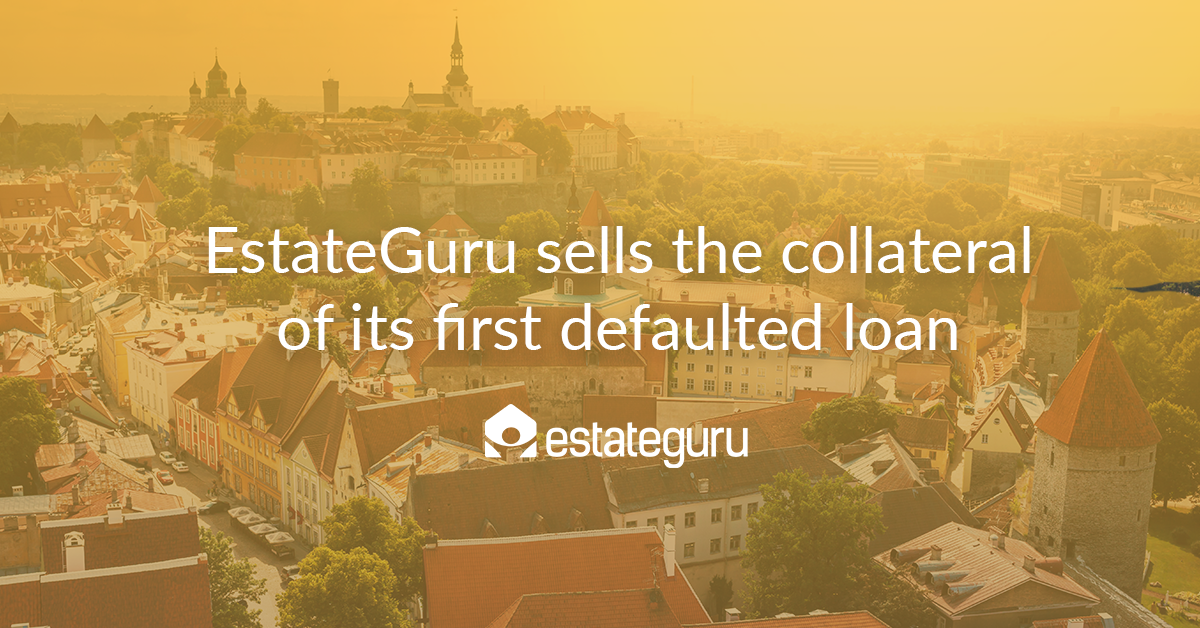 EstateGuru sells the collateral
of its first defaulted loan
estateguru